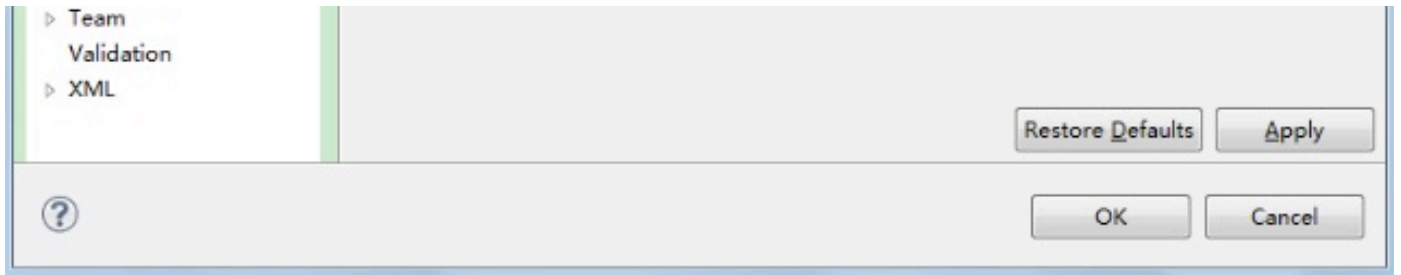 Team
Validation
XML
Restore Defaults Apply
?
OK Cancel